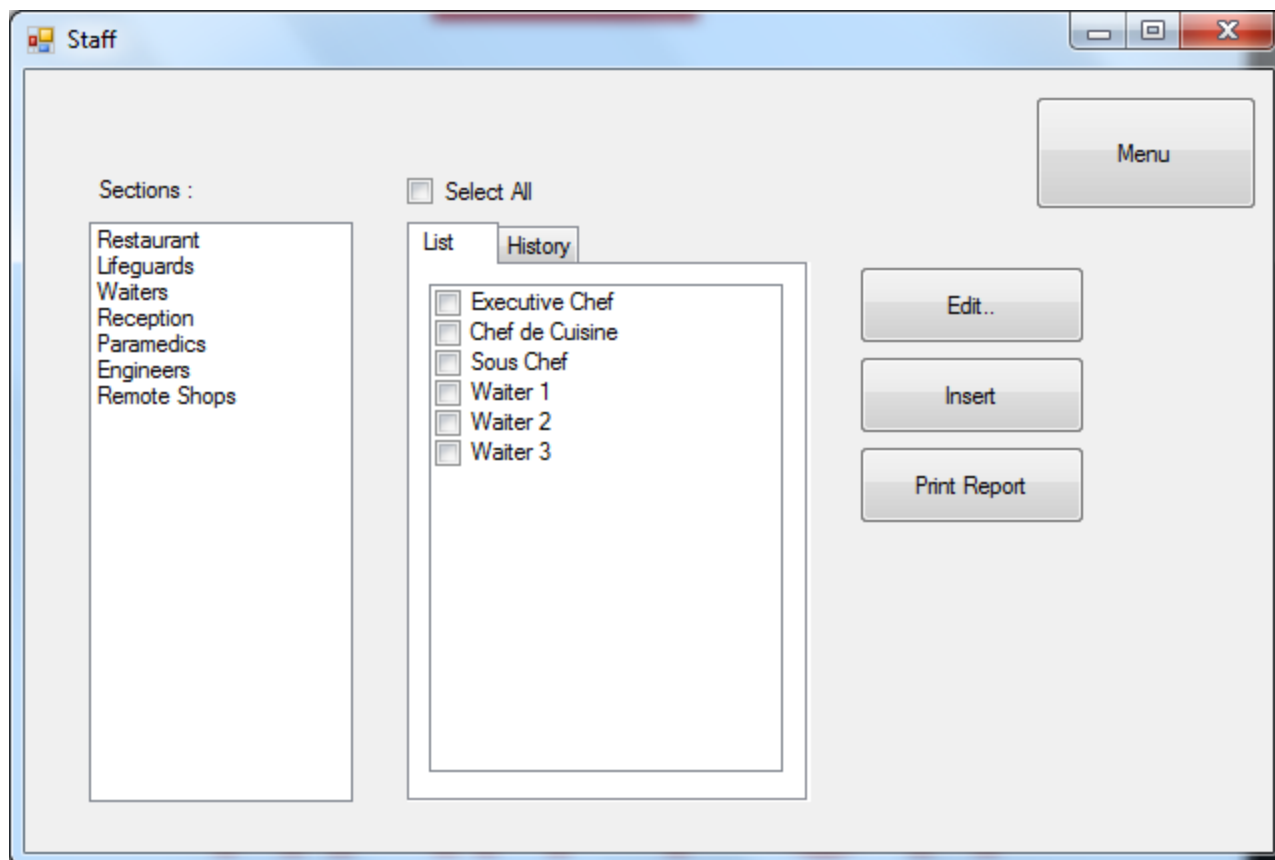 Staff
Menu
Sections :
Select All
Restaurant
Lifeguards
Waiters
Reception
Paramedics
Engineers
Remote Shops
List
History
Executive Chef
Chef de Cuisine
Sous Chef
Waiter 1
Waiter 2
Waiter 3
Edit..
Insert
Print Report